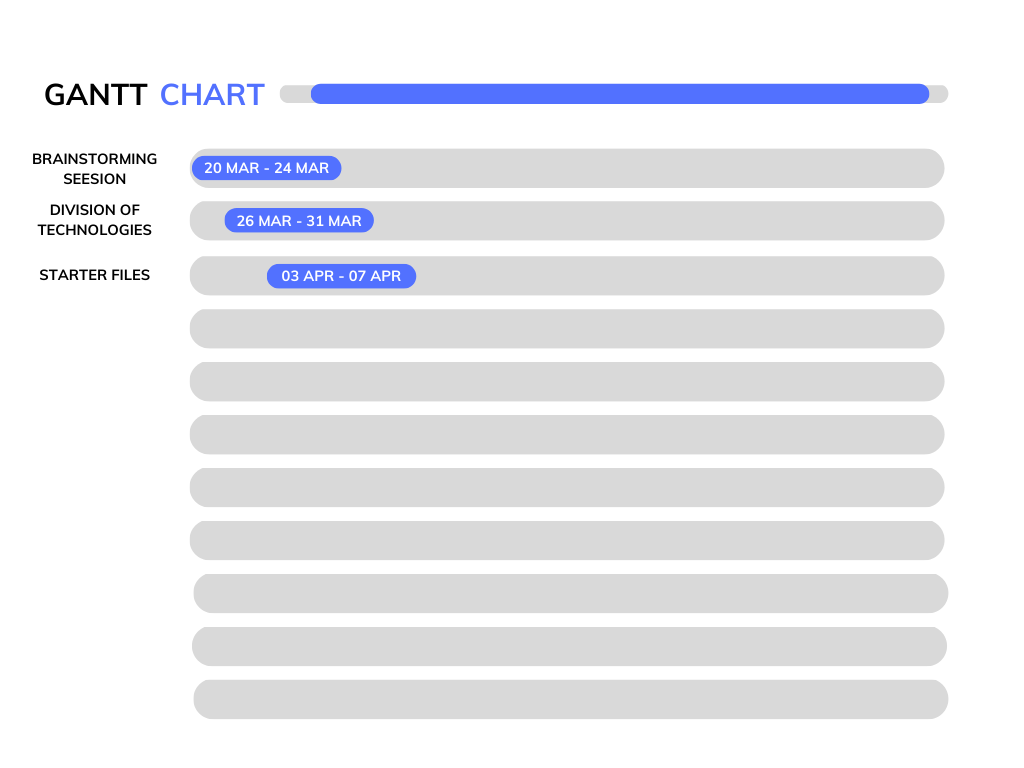 GANTT CHART
BRAINSTORMING
SEESION
20 MAR - 24 MAR
DIVISION OF
TECHNOLOGIES
26 MAR - 31 MAR
STARTER FILES
03 APR - 07 APR